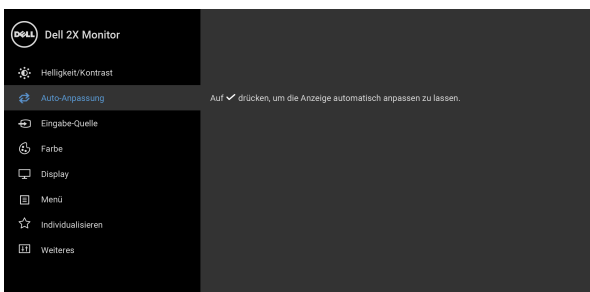 DELL Dell 2X Monitor
Helligkeit/Kontrast
Auto-Anpassung
Auf ✓ drücken, um die Anzeige automatisch anpassen zu lassen.
Eingabe-Quelle
Farbe
Display
Menü
Individualisieren
Weiteres